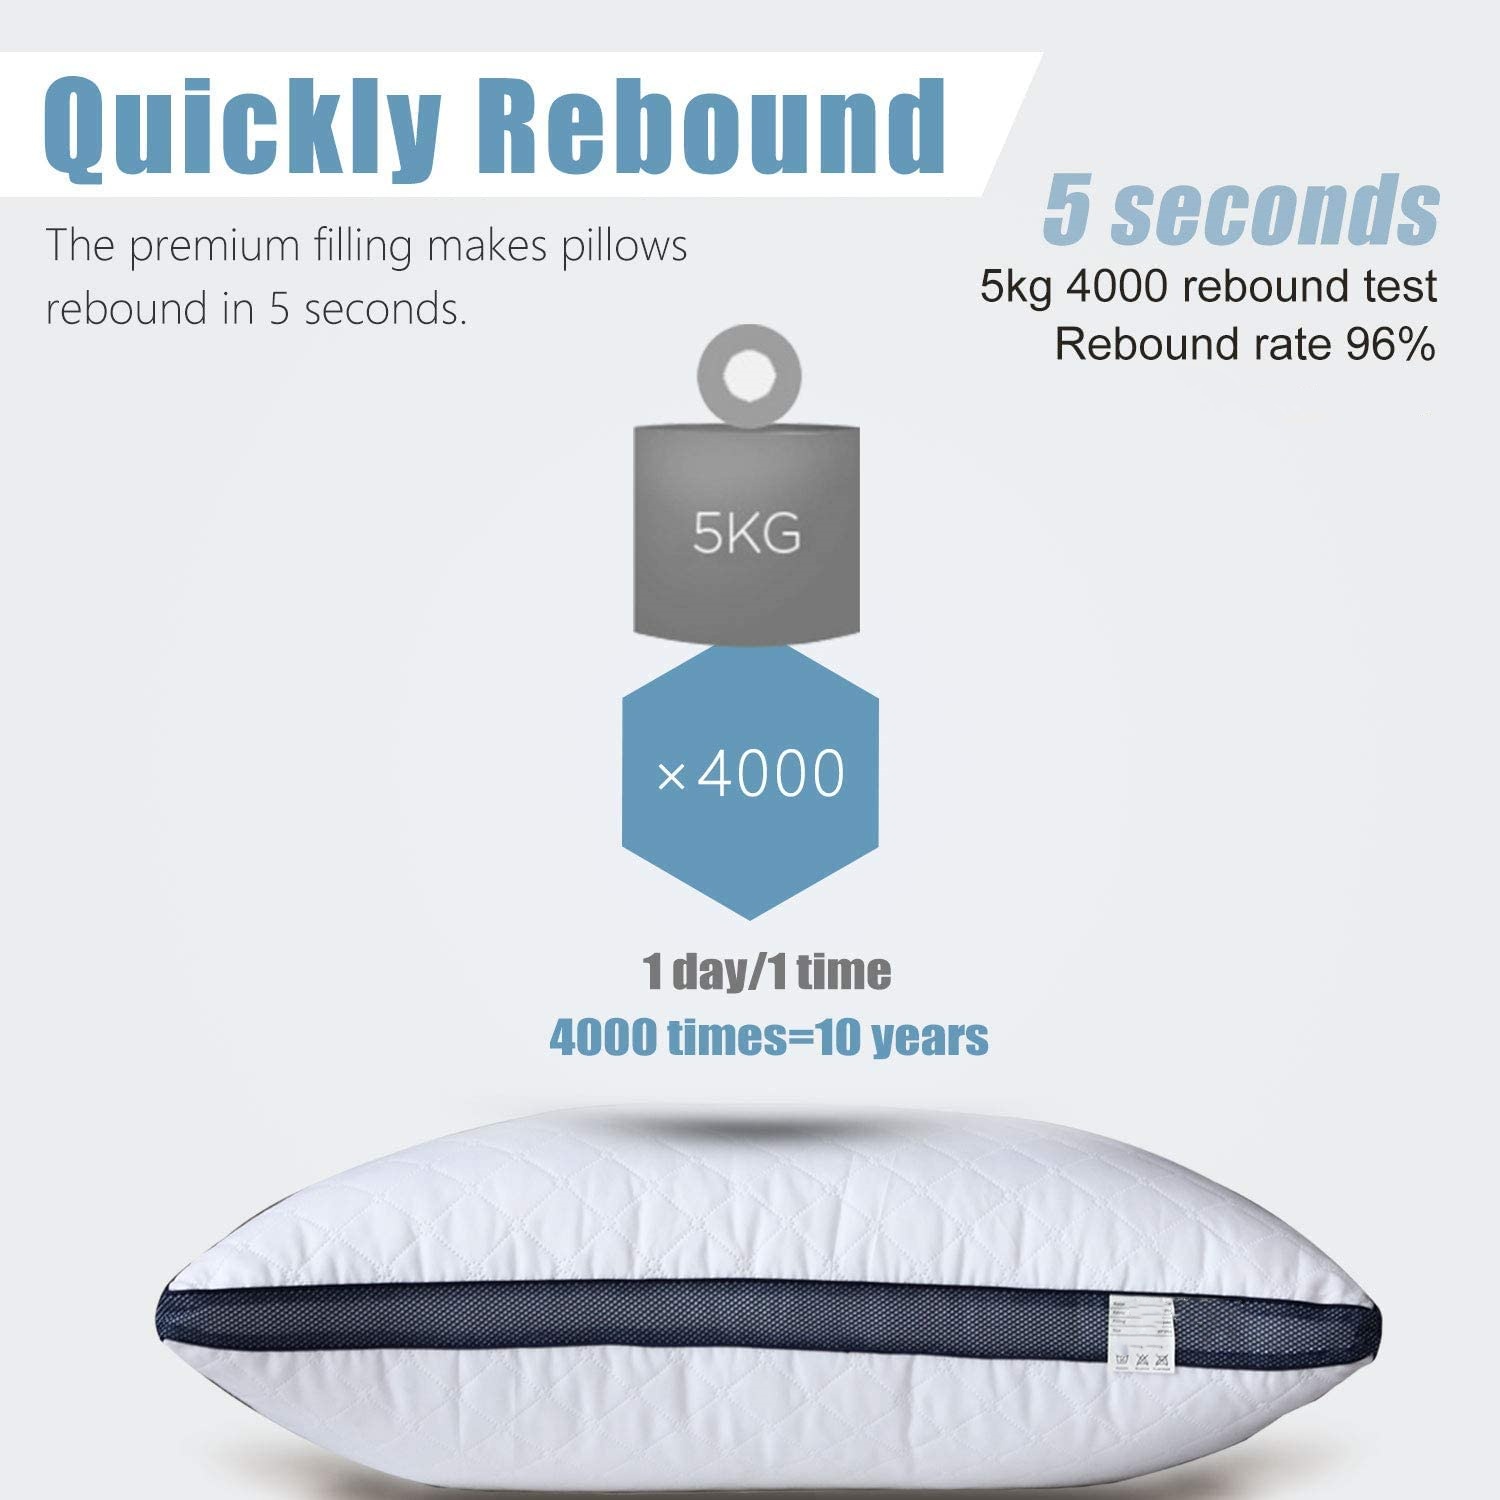 Quickly Rebound
The premium filling makes pillows
rebound in 5 seconds.
5 seconds
5kg 4000 rebound test
Rebound rate 96%
5KG
×4000
1 day/1 time
4000 times=10 years